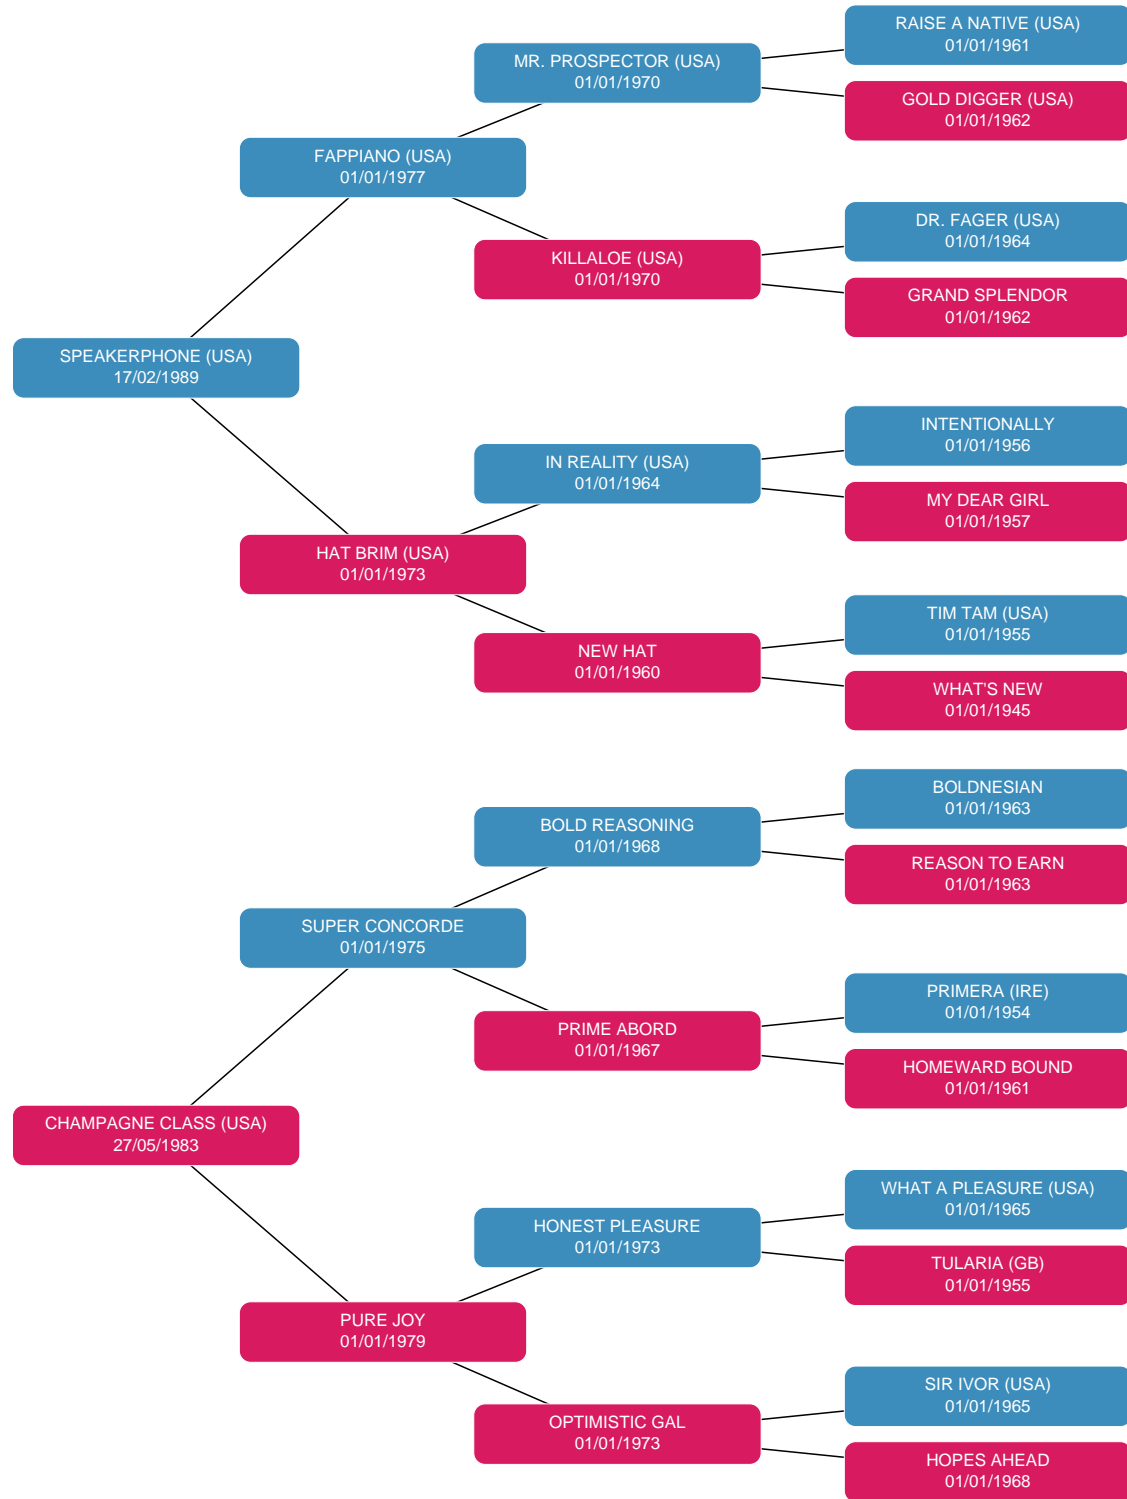 RAISE A NATIVE (USA)
01/01/1961
MR. PROSPECTOR (USA)
01/01/1970
GOLD DIGGER (USA)
01/01/1962
FAPPIANO (USA)
01/01/1977
DR. FAGER (USA)
01/01/1964
KILLALOE (USA)
01/01/1970
GRAND SPLENDOR
01/01/1962
SPEAKERPHONE (USA)
17/02/1989
INTENTIONALLY
01/01/1956
IN REALITY (USA)
01/01/1964
MY DEAR GIRL
01/01/1957
HAT BRIM (USA)
01/01/1973
TIM TAM (USA)
01/01/1955
NEW HAT
01/01/1960
WHAT'S NEW
01/01/1945
BOLDNESIAN
01/01/1963
BOLD REASONING
01/01/1968
REASON TO EARN
01/01/1963
SUPER CONCORDE
01/01/1975
PRIMERA (IRE)
01/01/1954
PRIME ABORD
01/01/1967
HOMEWARD BOUND
01/01/1961
CHAMPAGNE CLASS (USA)
27/05/1983
WHAT A PLEASURE (USA)
01/01/1965
HONEST PLEASURE
01/01/1973
TULARIA (GB)
01/01/1955
PURE JOY
01/01/1979
SIR IVOR (USA)
01/01/1965
OPTIMISTIC GAL
01/01/1973
HOPES AHEAD
01/01/1968